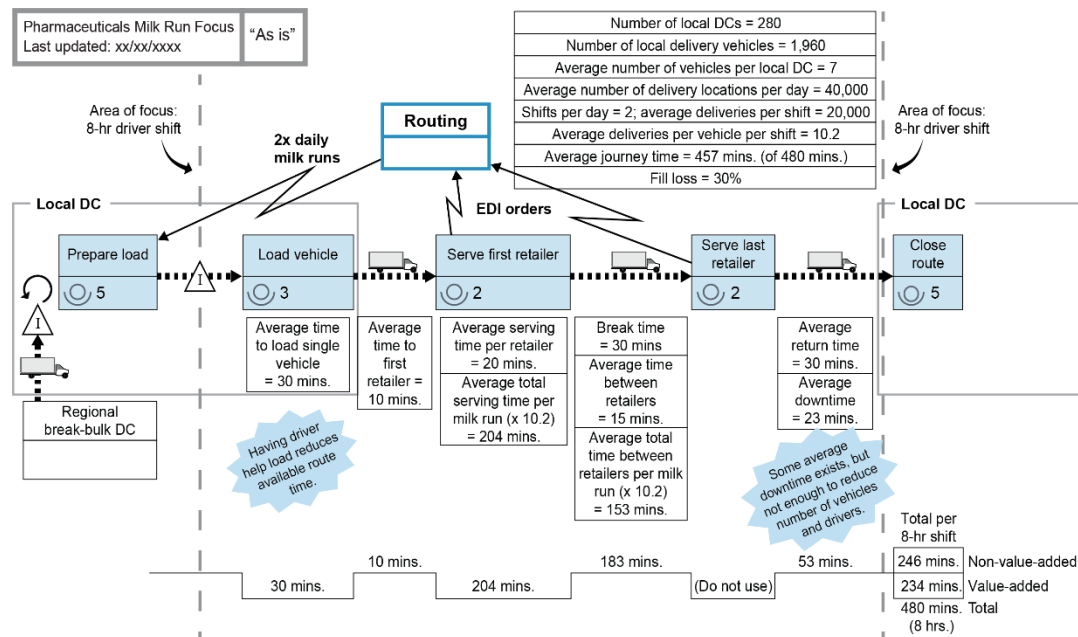 Pharmaceuticals Milk Run Focus
Last updated: xx/xx/xxxx
“As is”
Number of local DCs = 280
Number of local delivery vehicles = 1,960
Average number of vehicles per local DC = 7
Average number of delivery locations per day = 40,000
Shifts per day = 2; average deliveries per shift = 20,000
Average deliveries per vehicle per shift = 10.2
Average journey time = 457 mins. (of 480 mins.)
Fill loss = 30%
Area of focus:
8-hr driver shift
Routing
Area of focus:
8-hr driver shift
2x daily
milk runs
EDI orders
Local DC
Local DC
Prepare load
5
I
Load vehicle
3
Serve first retailer
2
Serve last
retailer
2
Close
route
5
I
Regional
break-bulk DC
Average time
to load single
vehicle
= 30 mins.
Average
time to
first
retailer =
10 mins.
Average serving
time per retailer
= 20 mins.
Average total
serving time per
milk run (x 10.2)
= 204 mins.
Break time
= 30 mins.
Average time
between
retailers
= 15 mins.
Average total
time between
retailers per milk
run (x 10.2)
= 153 mins.
Average
return time
= 30 mins.
Average
downtime
= 23 mins.
Having driver
help load reduces
available route
time.
Some average
downtime exists, but
not enough to reduce
number of vehicles
and drivers.
Total per
8-hr shift
30 mins.
10 mins.
204 mins.
183 mins.
(Do not use)
53 mins.
246 mins. Non-value-added
234 mins. Value-added
480 mins. Total
(8 hrs.)